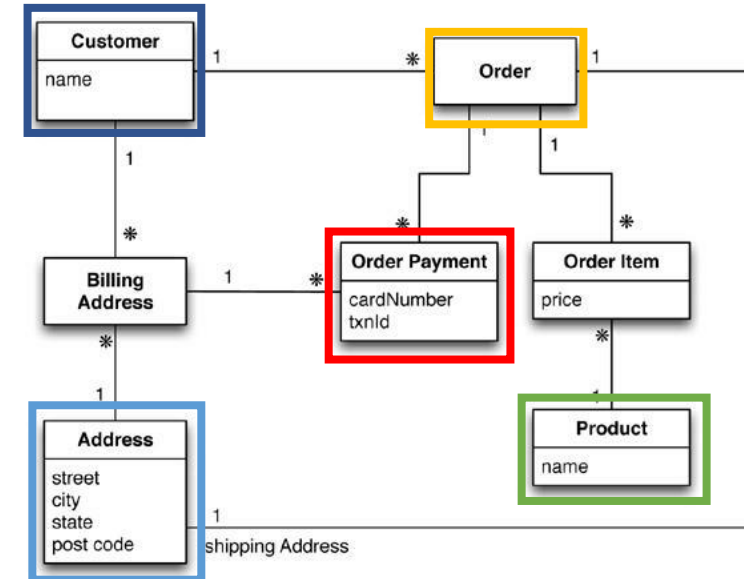 Customer
name
1
*
Order
1
1
*
1
*
1
*
Billing
Address
1
*
Order Payment
cardNumber
txnId
Order Item
price
*
1
*
1
Address
street
city
state
post code
Product
name
1
shipping Address